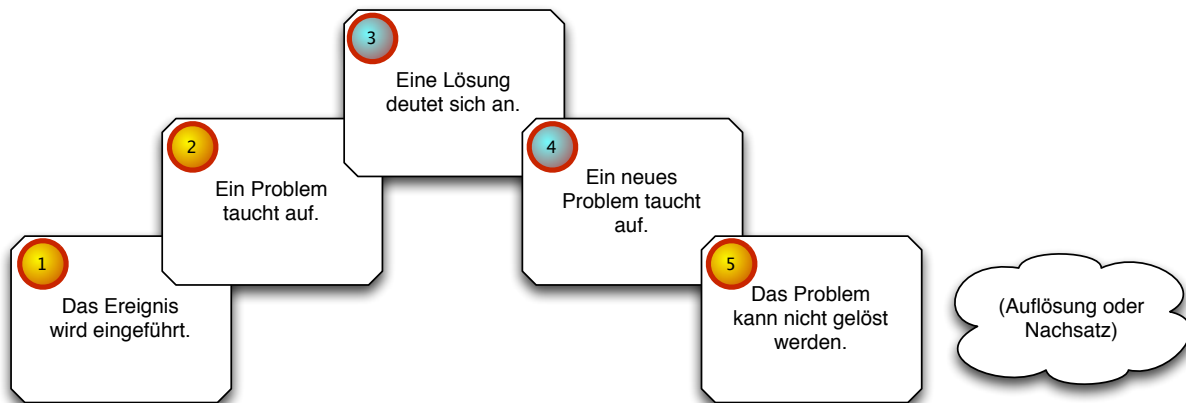 1
Das Ereignis
wird eingeführt.
2
Ein Problem
taucht auf.
3
Eine Lösung
deutet sich an.
4
Ein neues
Problem taucht
auf.
5
Das Problem
kann nicht gelöst
werden.
(Auflösung oder
Nachsatz)